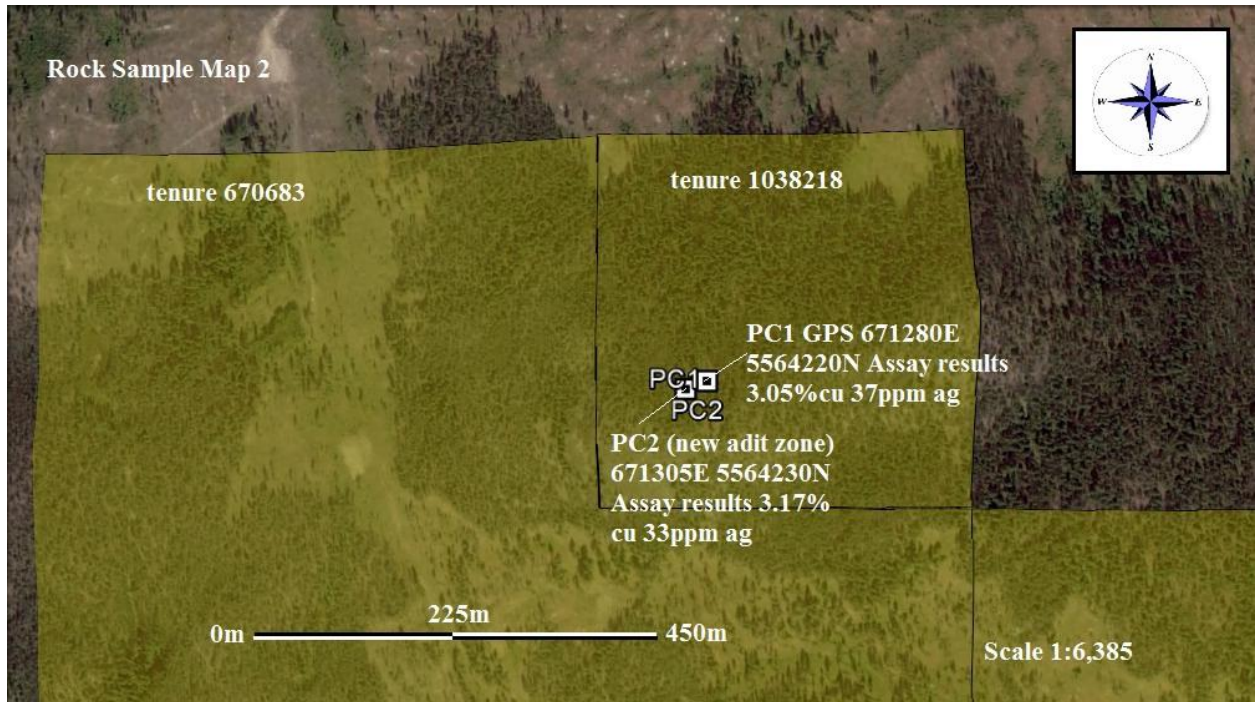 Rock Sample Map 2
N
W
E
S
tenure 670683
tenure 1038218
PC1 GPS 671280E
5564220N Assay results
3.05%cu 37ppm ag
PC1
PC2
PC2 (new adit zone)
671305E 5564230N
Assay results 3.17%
cu 33ppm ag
225m
0m
450m
Scale 1:6,385